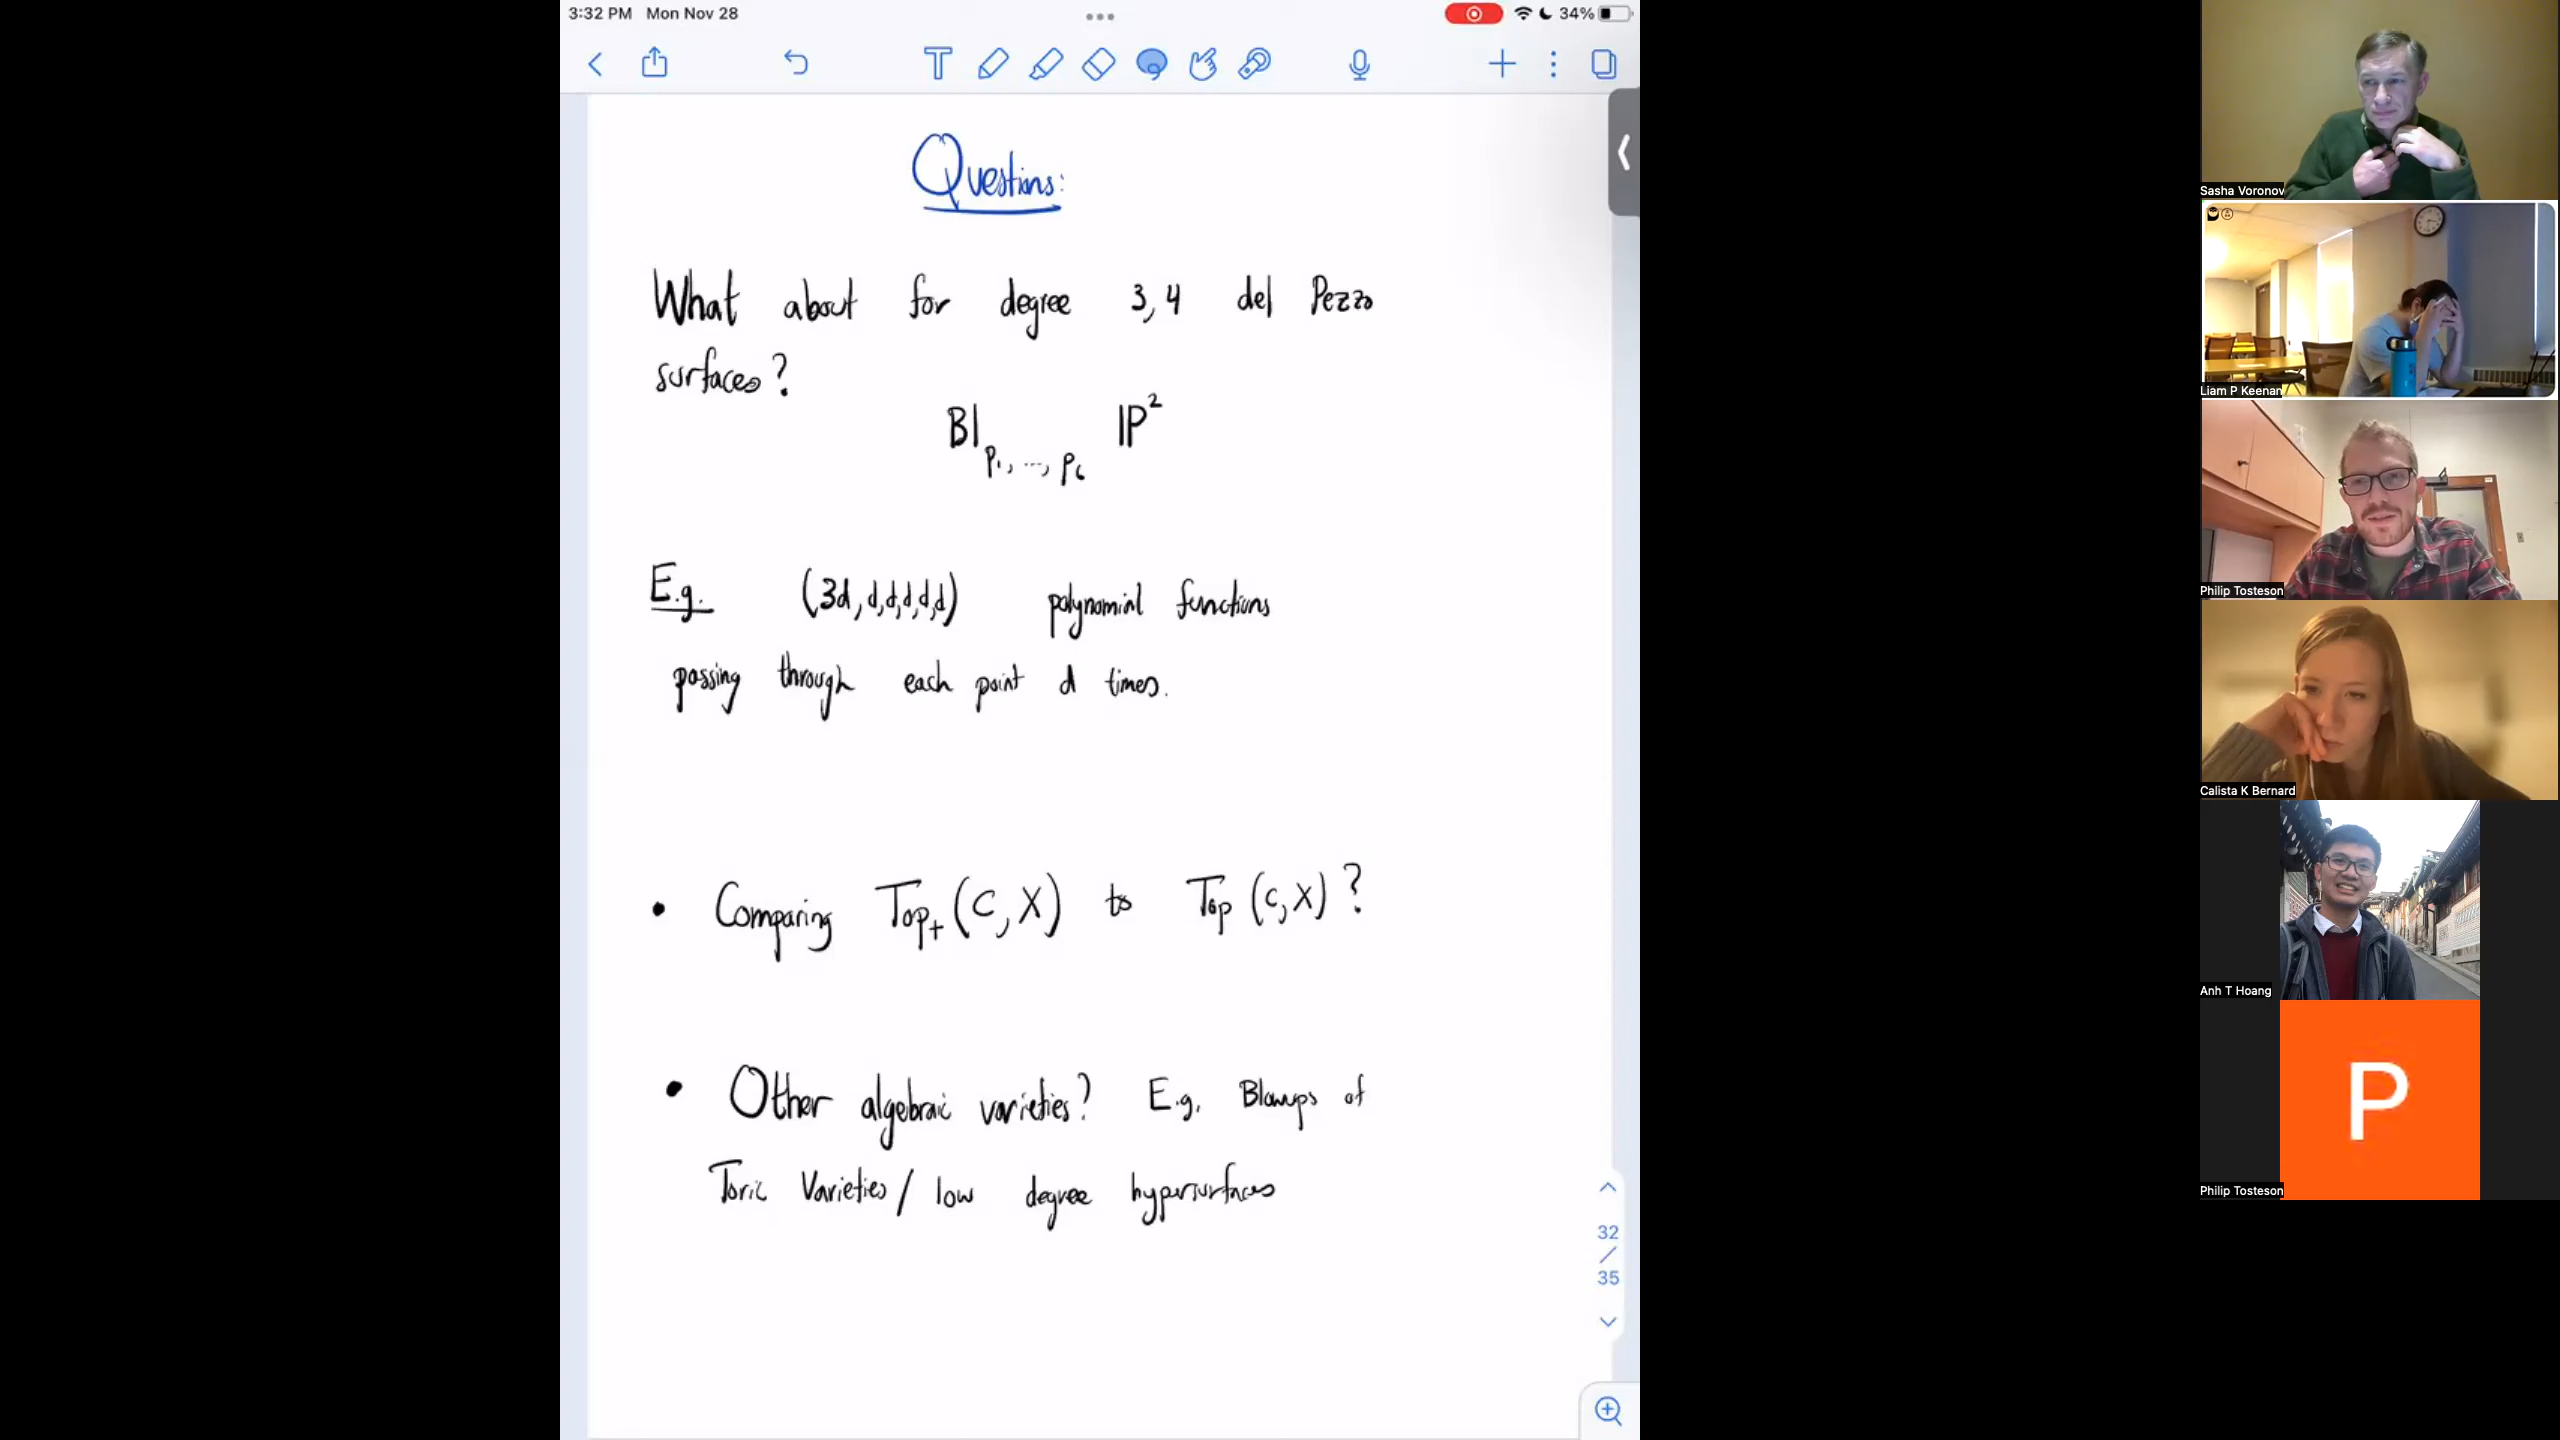 3:32 PM Mon Nov 28
34%
Questions:
What about for degree 3,4 del Pezzo
surfaces?
Bl p₁, ..., p₆ ℙ²
E.g. (3d, d,d,d,d,d) polynomial functions
passing through each point d times.
• Comparing Top₊(C, X) to Top (C, X)?
• Other algebraic varieties? E.g. Blowups of
Toric Varieties / low degree hypersurfaces
32
/
35
Sasha Voronov
Liam P Keenan
Philip Tosteson
Calista K Bernard
Anh T Hoang
P
Philip Tosteson